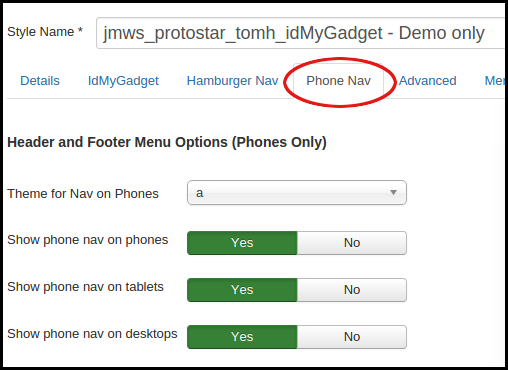 Style Name * jmws_protostar_tomh_idMyGadget - Demo only
Details IdMyGadget Hamburger Nav Phone Nav Advanced
Header and Footer Menu Options (Phones Only)
Theme for Nav on Phones a
Show phone nav on phones Yes No
Show phone nav on tablets Yes No
Show phone nav on desktops Yes No